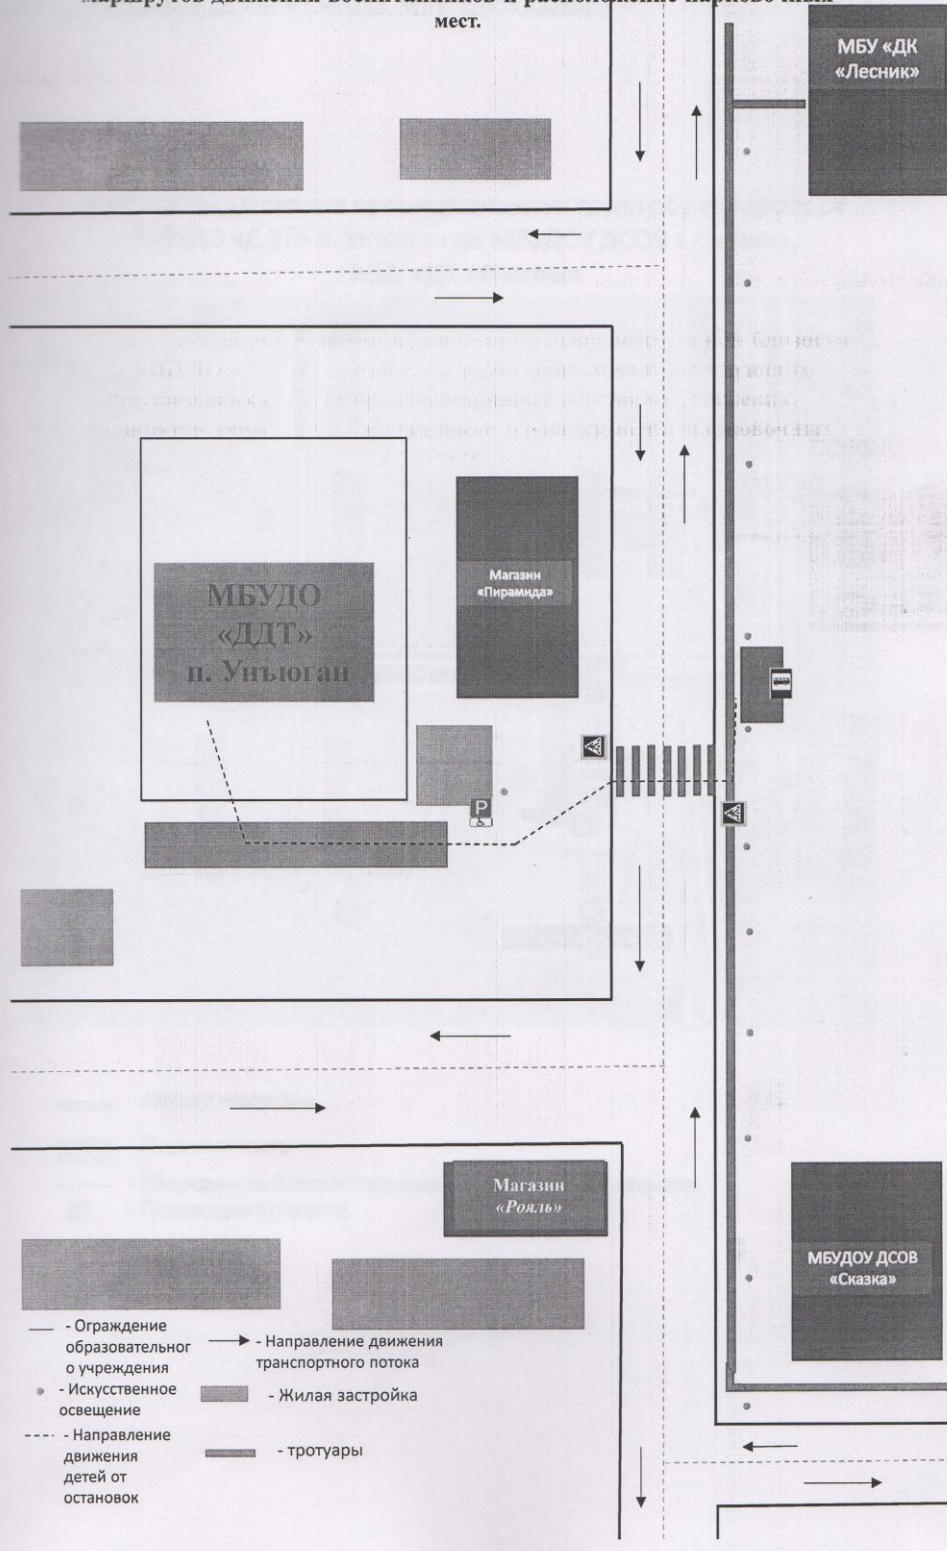 маршрутов движения воспитанников и расположение парковочных
мест.
МБУ «ДК
«Лесник»
Магазин
«Пирамида»
МБУДО
«ДДТ»
п. Унъюган
P
Магазин
«Рояль»
МБУДОУ ДСОВ
«Сказка»
- Ограждение
образовательног
о учреждения
- Искусственное
освещение
- Направление
движения
детей от
остановок
- Направление движения
транспортного потока
- Жилая застройка
- тротуары